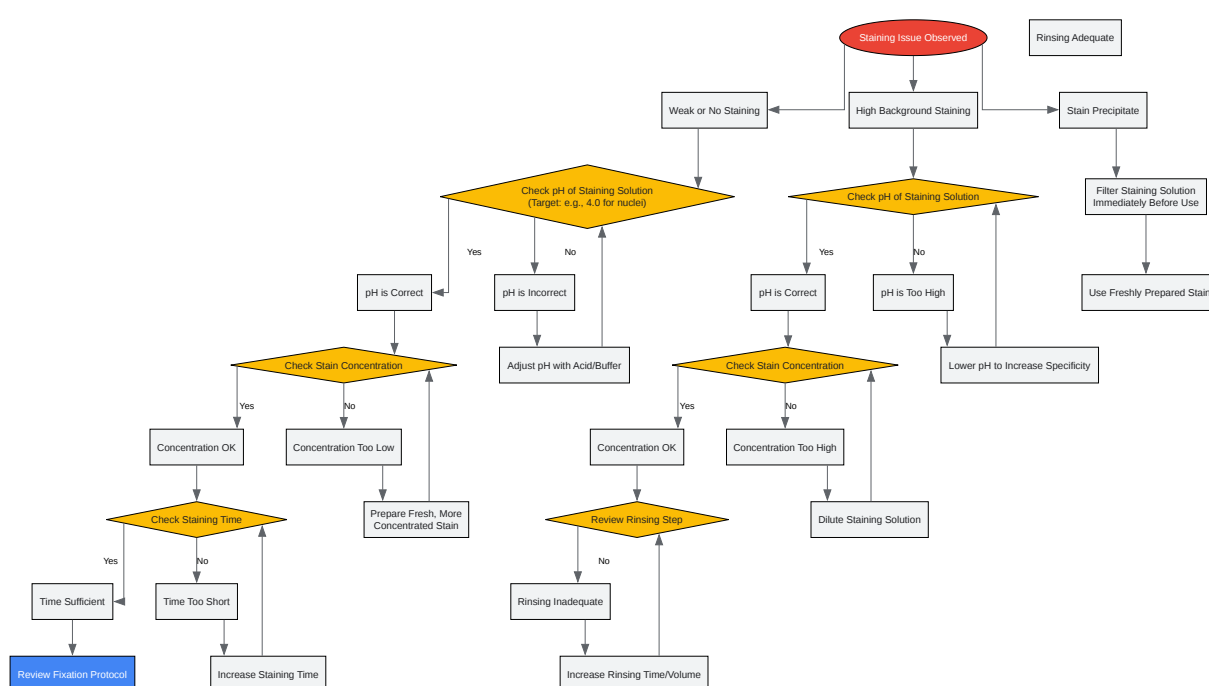 Staining Issue Observed
Rinsing Adequate
Weak or No Staining
High Background Staining
Stain Precipitate
Check pH of Staining Solution
(Target: e.g., 4.0 for nuclei)
Check pH of Staining Solution
Filter Staining Solution
Immediately Before Use
Yes
No
Yes
No
pH is Correct
pH is Incorrect
pH is Correct
pH is Too High
Use Freshly Prepared Stain
Check Stain Concentration
Adjust pH with Acid/Buffer
Check Stain Concentration
Lower pH to Increase Specificity
Yes
No
Yes
No
Concentration OK
Concentration Too Low
Concentration OK
Concentration Too High
Check Staining Time
Prepare Fresh, More
Concentrated Stain
Review Rinsing Step
Dilute Staining Solution
Yes
No
No
Time Sufficient
Time Too Short
Rinsing Inadequate
Review Fixation Protocol
Increase Staining Time
Increase Rinsing Time/Volume